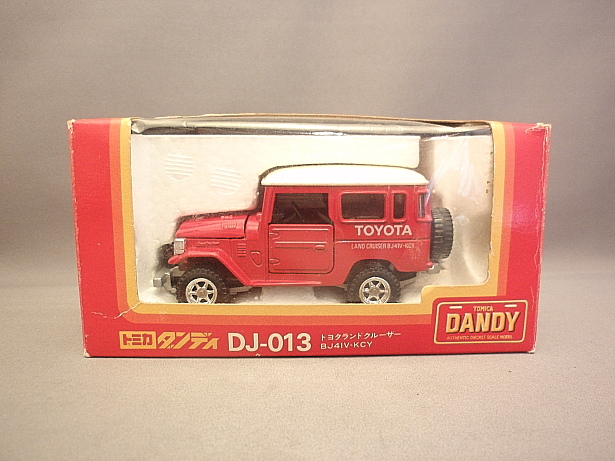 TOYOTA
LAND CRUISER BJ41V-KCY
トミカダンディ DJ-013
トヨタランドクルーザー
BJ41V-KCY
TOMICA
DANDY
AUTHENTIC DIECAST SCALE MODEL